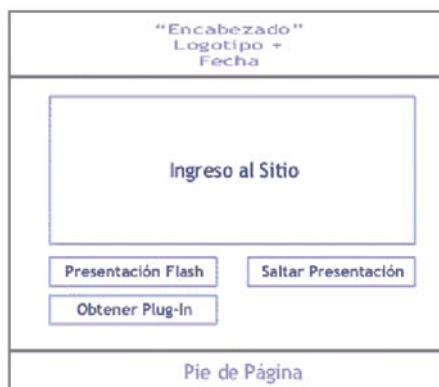 “Encabezado”
Logotipo +
Fecha
Ingreso al Sitio
Presentación Flash
Saltar Presentación
Obtener Plug-In
Pie de Página